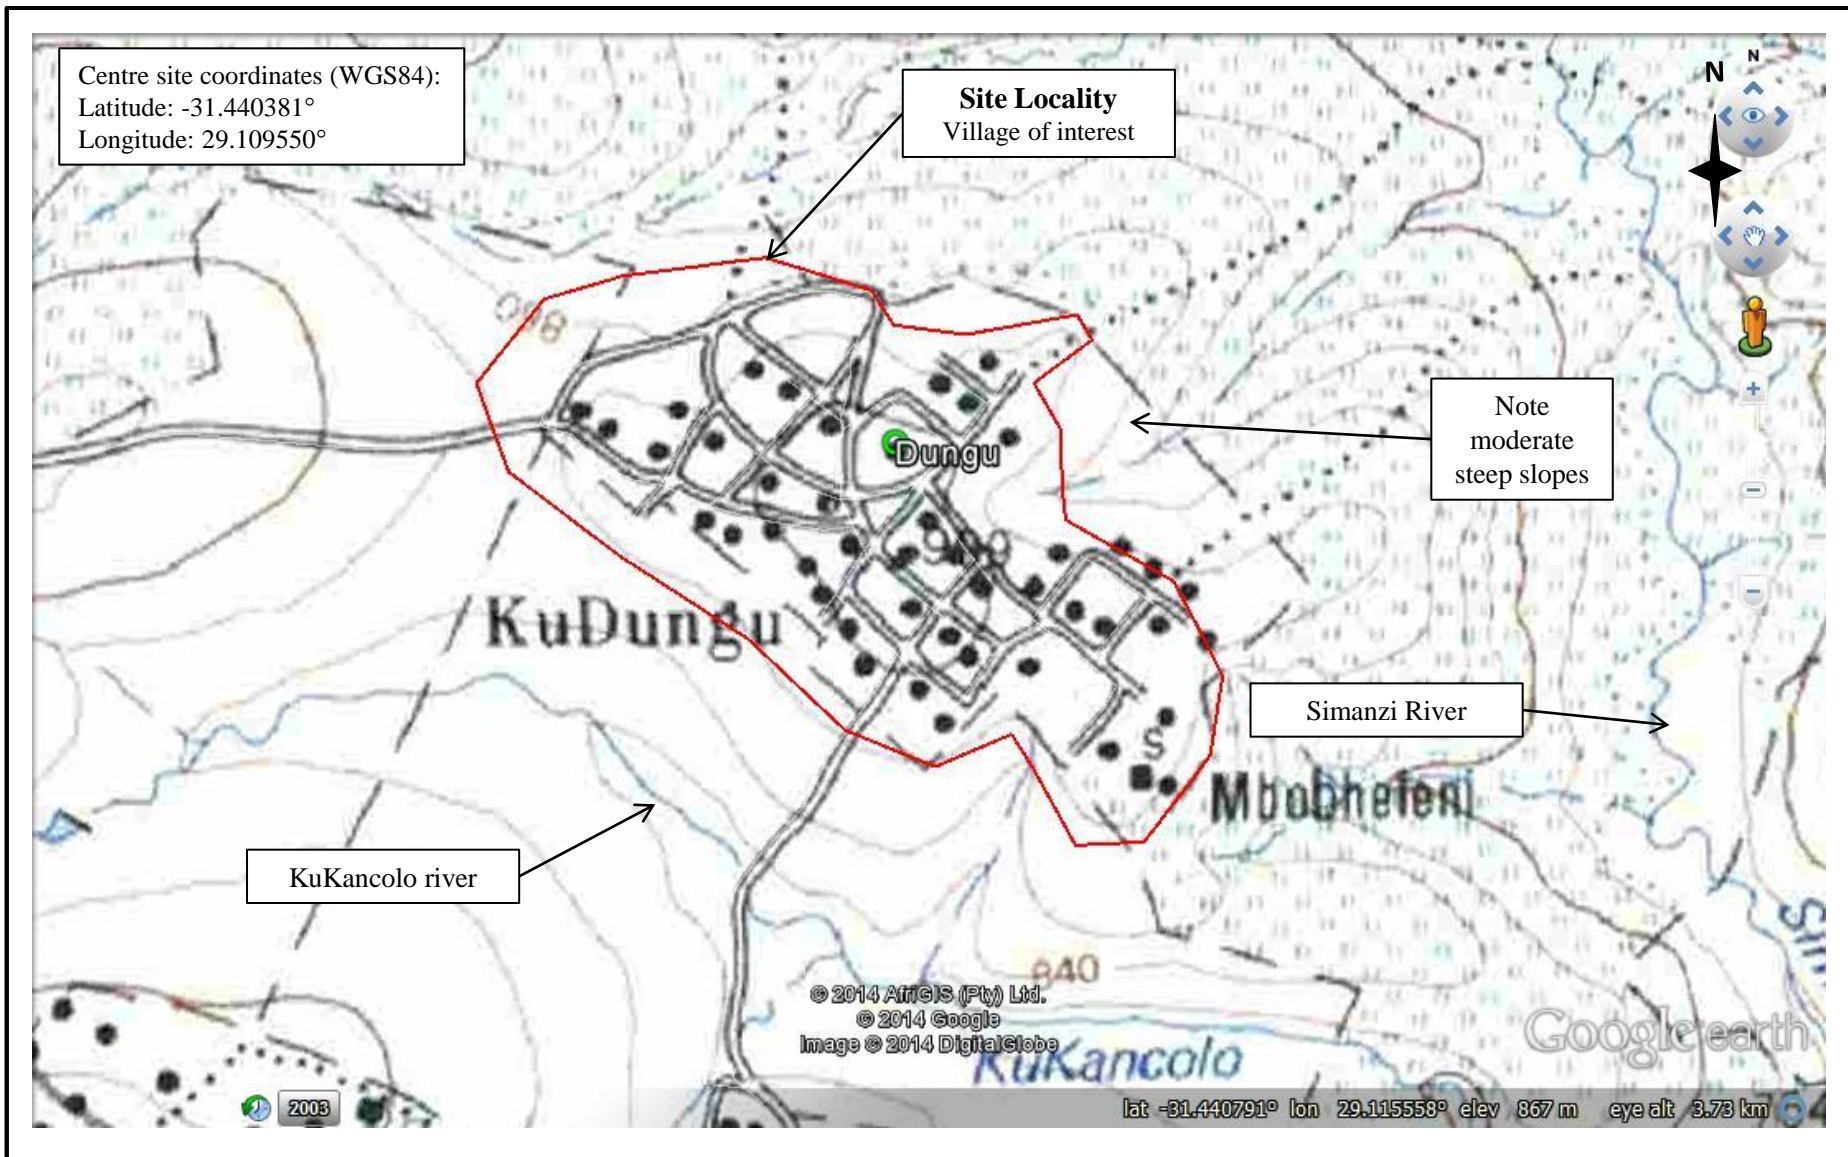 Centre site coordinates (WGS84):
Latitude: -31.440381°
Longitude: 29.109550°
Site Locality
Village of interest
N
N
Note
moderate
steep slopes
Dungu
KuDungu
Simanzi River
S
KuKancolo river
© 2014 AfriGIS (Pty) Ltd.
© 2014 Google
Image © 2014 DigitalGlobe
Google earth
KuKancolo
2003
lat -31.440791° lon 29.115558° elev 867 m eye alt 3.73 km